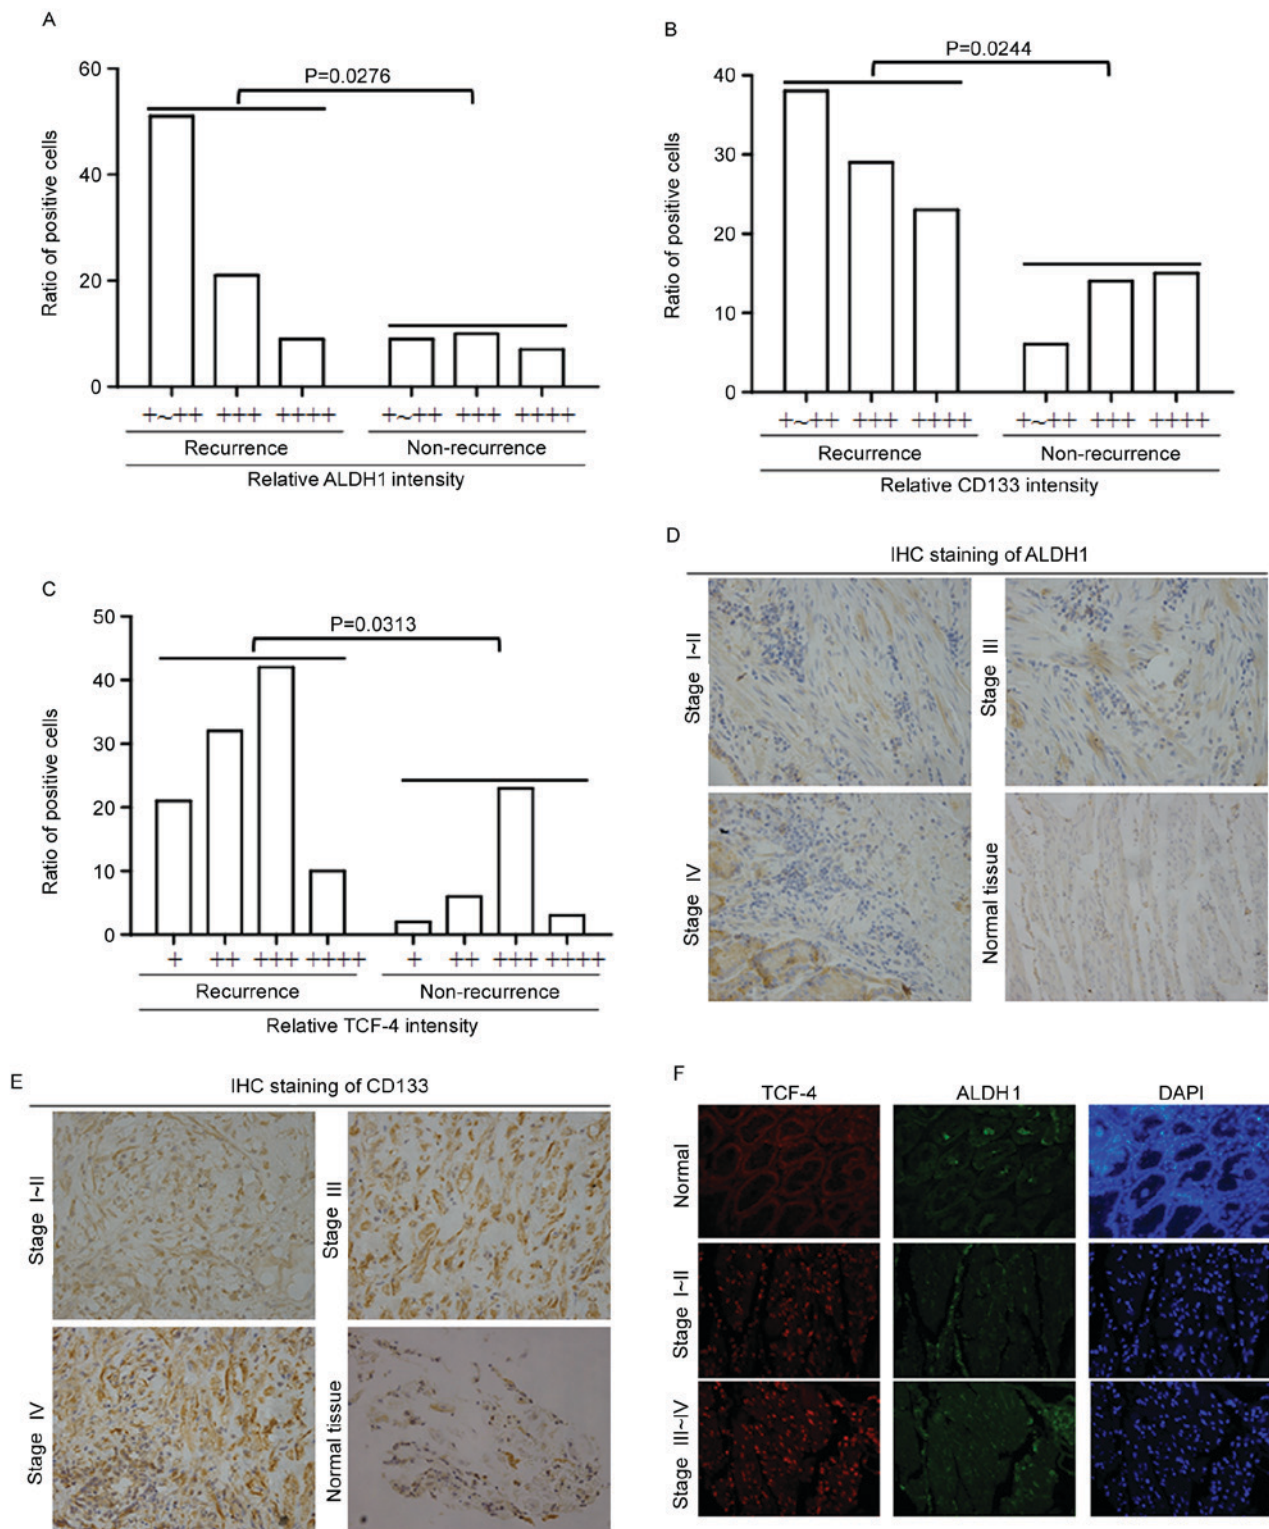 A
P=0.0276
60
40
20
0
Ratio of positive cells
+~++ +++ ++++ +~++ +++ ++++
Recurrence Non-recurrence
Relative ALDH1 intensity
B
P=0.0244
40
30
20
10
0
Ratio of positive cells
+~++ +++ ++++ +~++ +++ ++++
Recurrence Non-recurrence
Relative CD133 intensity
C
P=0.0313
50
40
30
20
10
0
Ratio of positive cells
+ ++ +++ ++++ + ++ +++ ++++
Recurrence Non-recurrence
Relative TCF-4 intensity
D
IHC staining of ALDH1
Stage I~II
Stage III
Stage IV
Normal tissue
E
IHC staining of CD133
Stage I~II
Stage III
Stage IV
Normal tissue
F
TCF-4 ALDH1 DAPI
Normal
Stage I~II
Stage III~IV